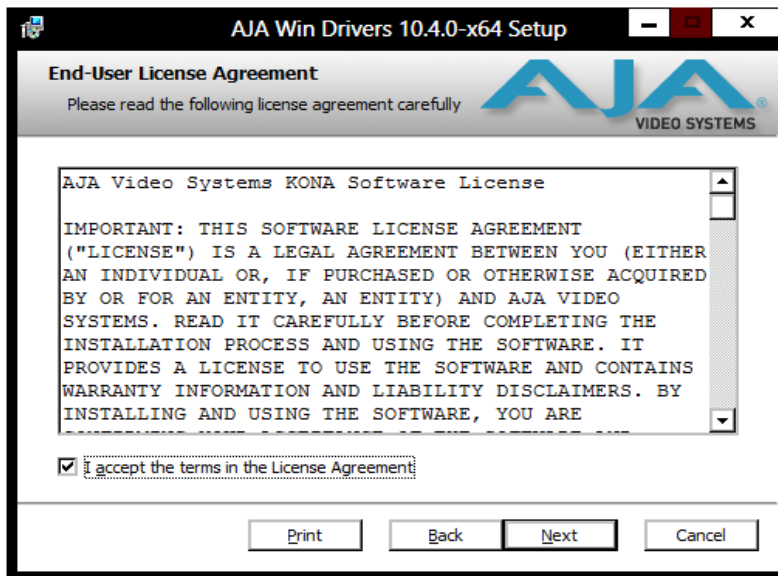 AJA Win Drivers 10.4.0-x64 Setup
End-User License Agreement
Please read the following license agreement carefully
AJA
VIDEO SYSTEMS
AJA Video Systems KONA Software License
IMPORTANT: THIS SOFTWARE LICENSE AGREEMENT
("LICENSE") IS A LEGAL AGREEMENT BETWEEN YOU (EITHER
AN INDIVIDUAL OR, IF PURCHASED OR OTHERWISE ACQUIRED
BY OR FOR AN ENTITY, AN ENTITY) AND AJA VIDEO
SYSTEMS. READ IT CAREFULLY BEFORE COMPLETING THE
INSTALLATION PROCESS AND USING THE SOFTWARE. IT
PROVIDES A LICENSE TO USE THE SOFTWARE AND CONTAINS
WARRANTY INFORMATION AND LIABILITY DISCLAIMERS. BY
INSTALLING AND USING THE SOFTWARE, YOU ARE
I accept the terms in the License Agreement
Print Back Next Cancel